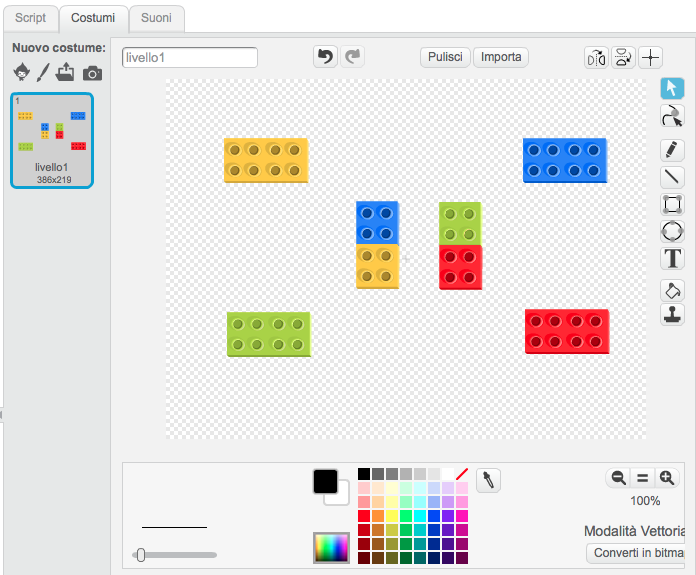 Script Costumi Suoni
Nuovo costume:
livello1 Pulisci Importa
1
livello1
386x219
T
100%
Modalità Vettoria
Converti in bitma